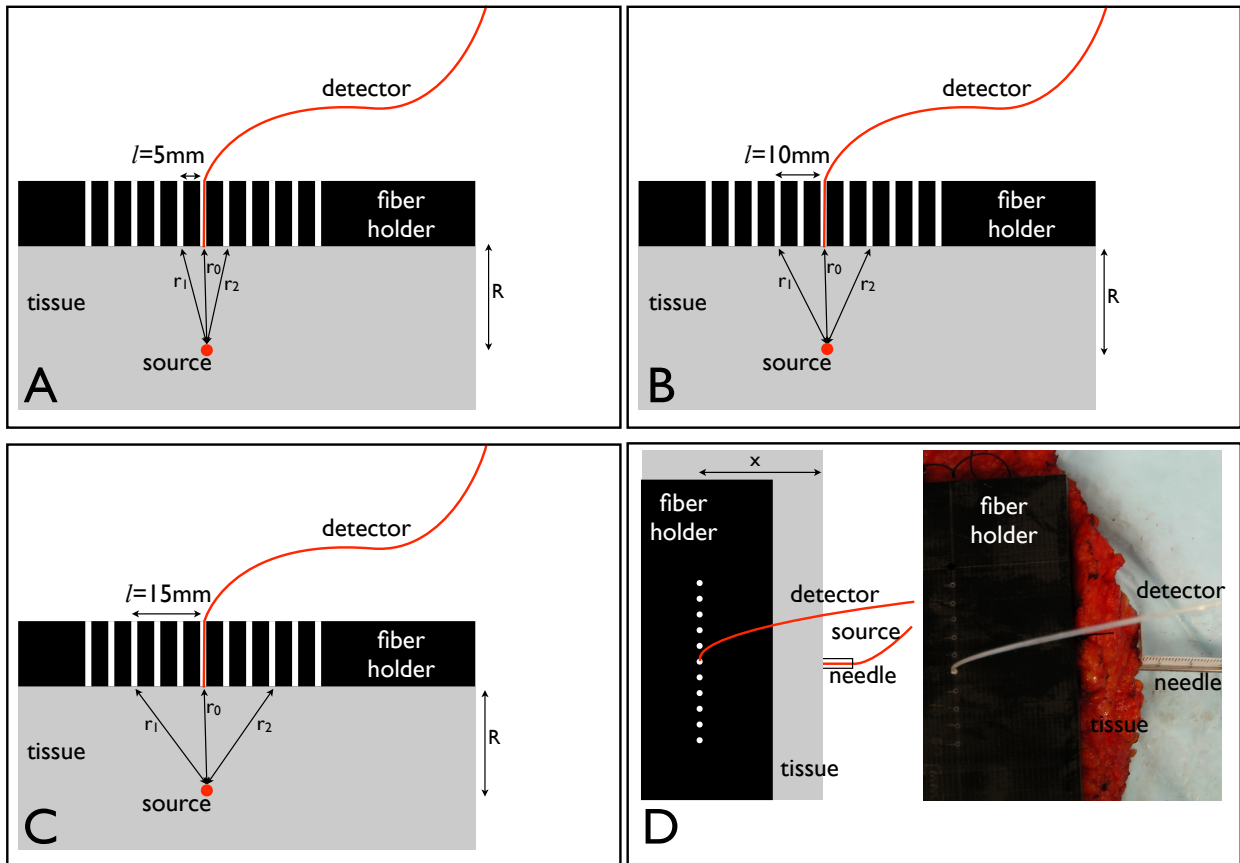 detector
l=5mm
fiber
holder
r1
r0
r2
R
tissue
source
A
detector
l=10mm
fiber
holder
r1
r0
r2
R
tissue
source
B
detector
l=15mm
fiber
holder
r1
r0
r2
R
tissue
source
C
x
fiber
holder
detector
source
needle
tissue
D
fiber
holder
detector
needle
tissue